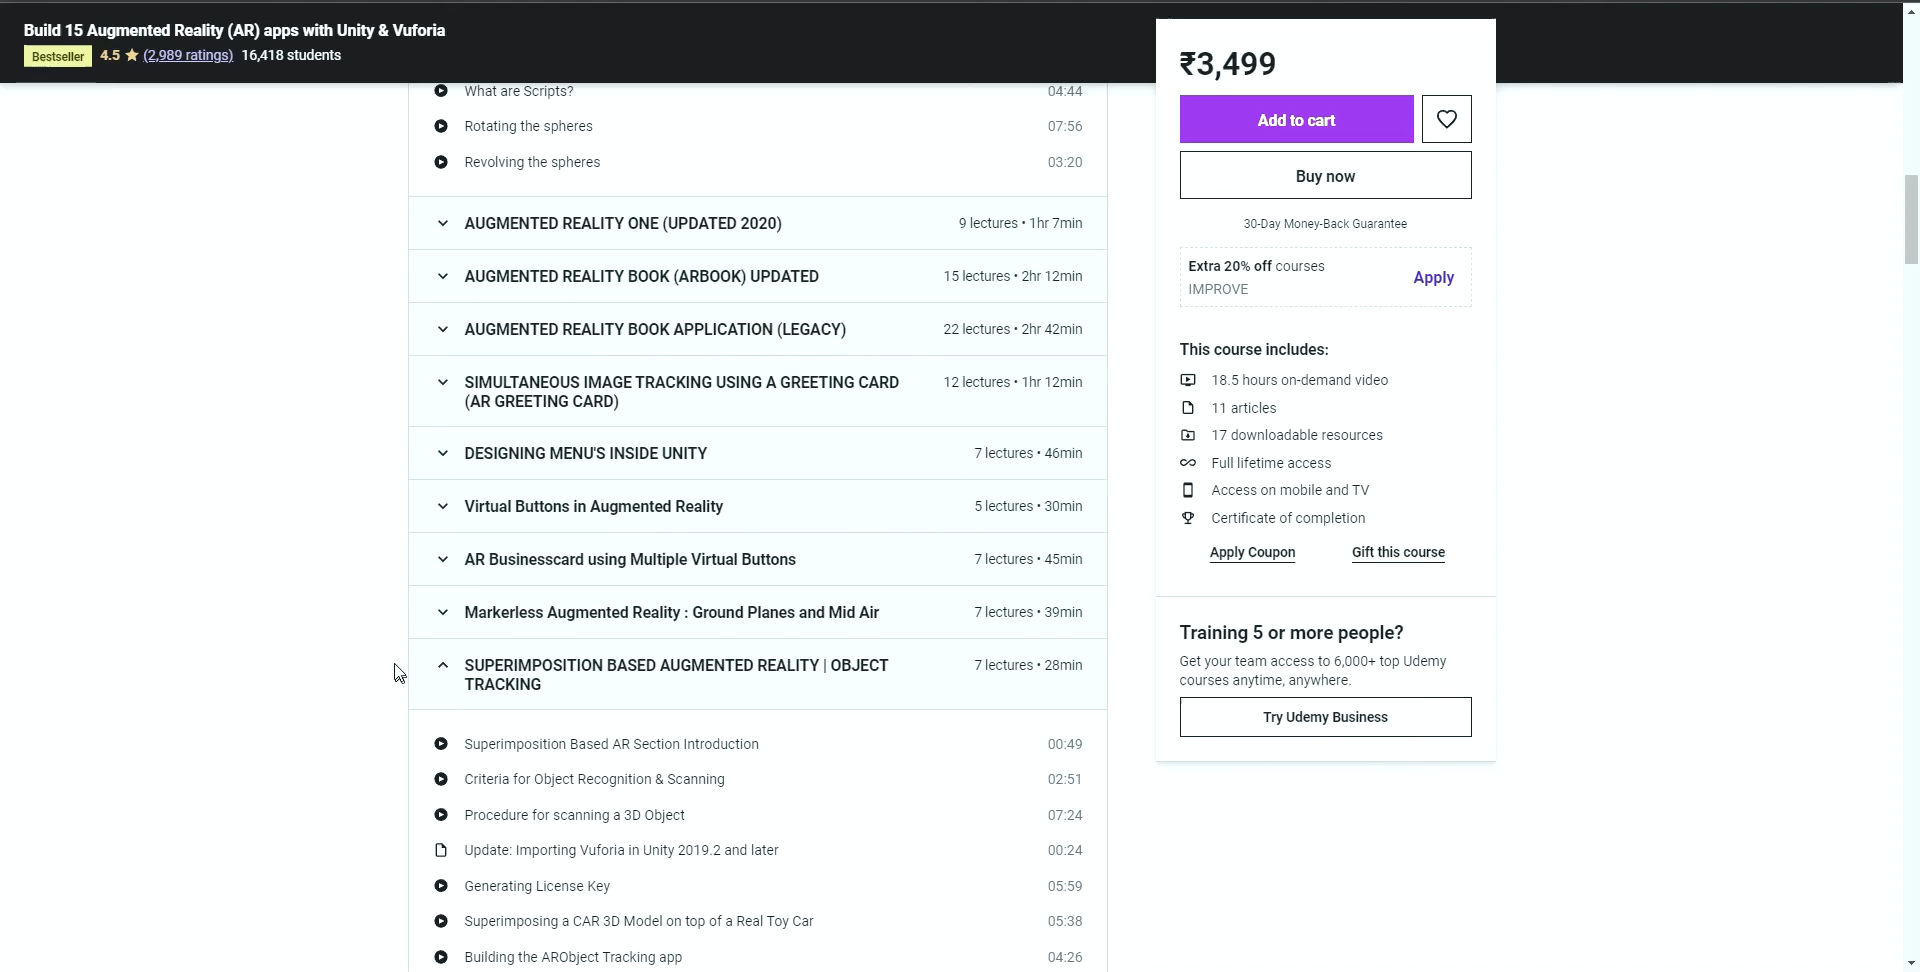 Build 15 Augmented Reality (AR) apps with Unity & Vuforia
Bestseller 4.5 (2,989 ratings) 16,418 students
What are Scripts? 04:44
Rotating the spheres 07:56
Revolving the spheres 03:20
AUGMENTED REALITY ONE (UPDATED 2020) 9 lectures • 1hr 7min
AUGMENTED REALITY BOOK (ARBOOK) UPDATED 15 lectures • 2hr 12min
AUGMENTED REALITY BOOK APPLICATION (LEGACY) 22 lectures • 2hr 42min
SIMULTANEOUS IMAGE TRACKING USING A GREETING CARD 12 lectures • 1hr 12min
(AR GREETING CARD)
DESIGNING MENU'S INSIDE UNITY 7 lectures • 46min
Virtual Buttons in Augmented Reality 5 lectures • 30min
AR Businesscard using Multiple Virtual Buttons 7 lectures • 45min
Markerless Augmented Reality : Ground Planes and Mid Air 7 lectures • 39min
SUPERIMPOSITION BASED AUGMENTED REALITY | OBJECT 7 lectures • 28min
TRACKING
Superimposition Based AR Section Introduction 00:49
Criteria for Object Recognition & Scanning 02:51
Procedure for scanning a 3D Object 07:24
Update: Importing Vuforia in Unity 2019.2 and later 00:24
Generating License Key 05:59
Superimposing a CAR 3D Model on top of a Real Toy Car 05:38
Building the ARObject Tracking app 04:26
₹3,499
Add to cart
Buy now
30-Day Money-Back Guarantee
Extra 20% off courses
IMPROVE
Apply
This course includes:
18.5 hours on-demand video
11 articles
17 downloadable resources
Full lifetime access
Access on mobile and TV
Certificate of completion
Apply Coupon Gift this course
Training 5 or more people?
Get your team access to 6,000+ top Udemy
courses anytime, anywhere.
Try Udemy Business